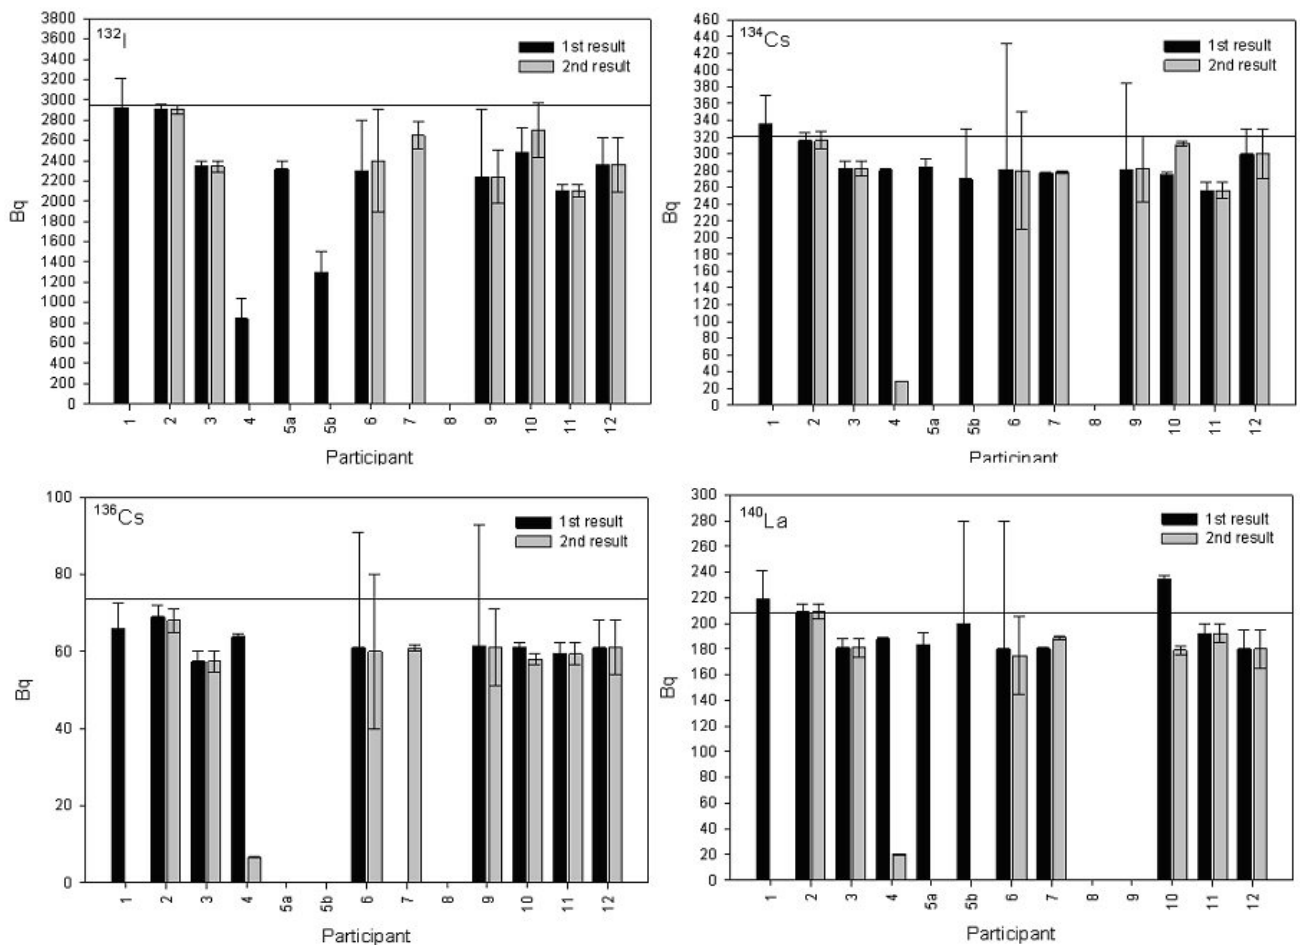 ¹³²I
1st result
2nd result
3800
3600
3400
3200
3000
2800
2600
2400
2200
2000
1800
1600
1400
1200
1000
800
600
400
200
0
Bq
1 2 3 4 5a 5b 6 7 8 9 10 11 12
Participant
¹³⁴Cs
1st result
2nd result
460
440
420
400
380
360
340
320
300
280
260
240
220
200
180
160
140
120
100
80
60
40
20
0
Bq
1 2 3 4 5a 5b 6 7 8 9 10 11 12
Participant
¹³⁶Cs
1st result
2nd result
100
80
60
40
20
0
Bq
1 2 3 4 5a 5b 6 7 8 9 10 11 12
Participant
¹⁴⁰La
1st result
2nd result
300
280
260
240
220
200
180
160
140
120
100
80
60
40
20
0
Bq
1 2 3 4 5a 5b 6 7 8 9 10 11 12
Participant